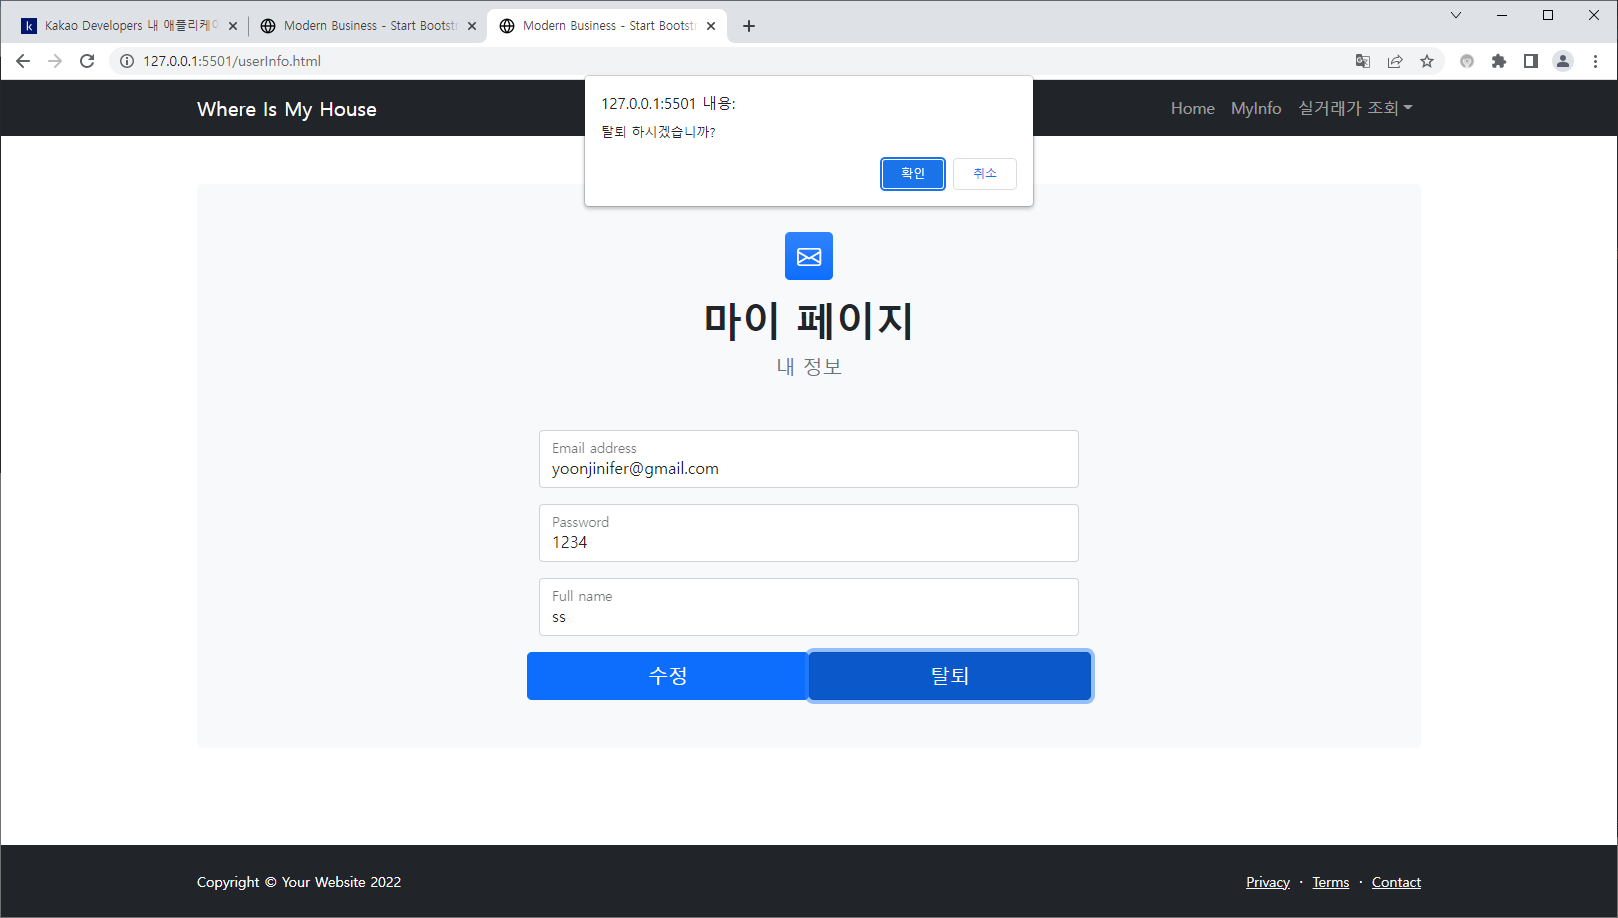 k Kakao Developers 내 애플리케이
Modern Business - Start Bootstr
Modern Business - Start Bootstr
127.0.0.1:5501/userInfo.html
127.0.0.1:5501 내용:
탈퇴 하시겠습니까?
확인 취소
Where Is My House
Home MyInfo 실거래가 조회
마이 페이지
내 정보
Email address
yoonjinifer@gmail.com
Password
1234
Full name
ss
수정 탈퇴
Copyright © Your Website 2022
Privacy · Terms · Contact